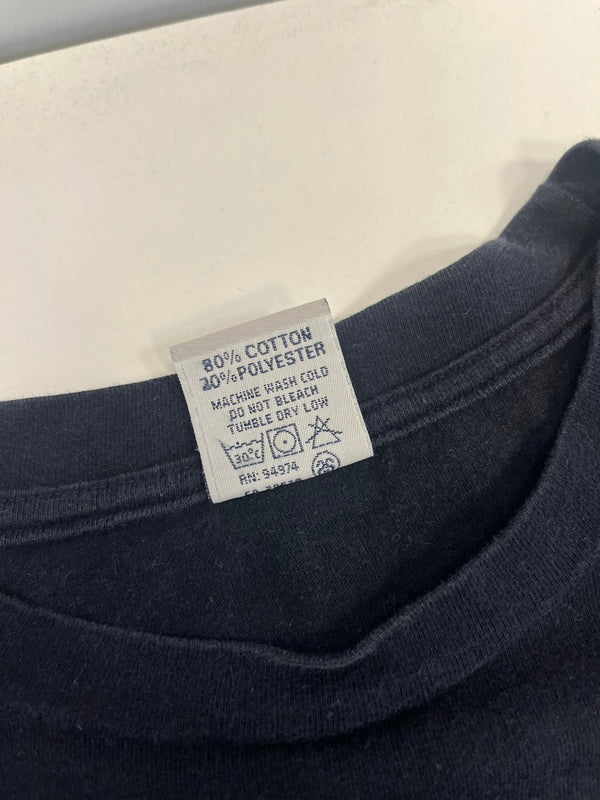 80% COTTON
20% POLYESTER
MACHINE WASH COLD
DO NOT BLEACH
TUMBLE DRY LOW
30°C
RN: 94974